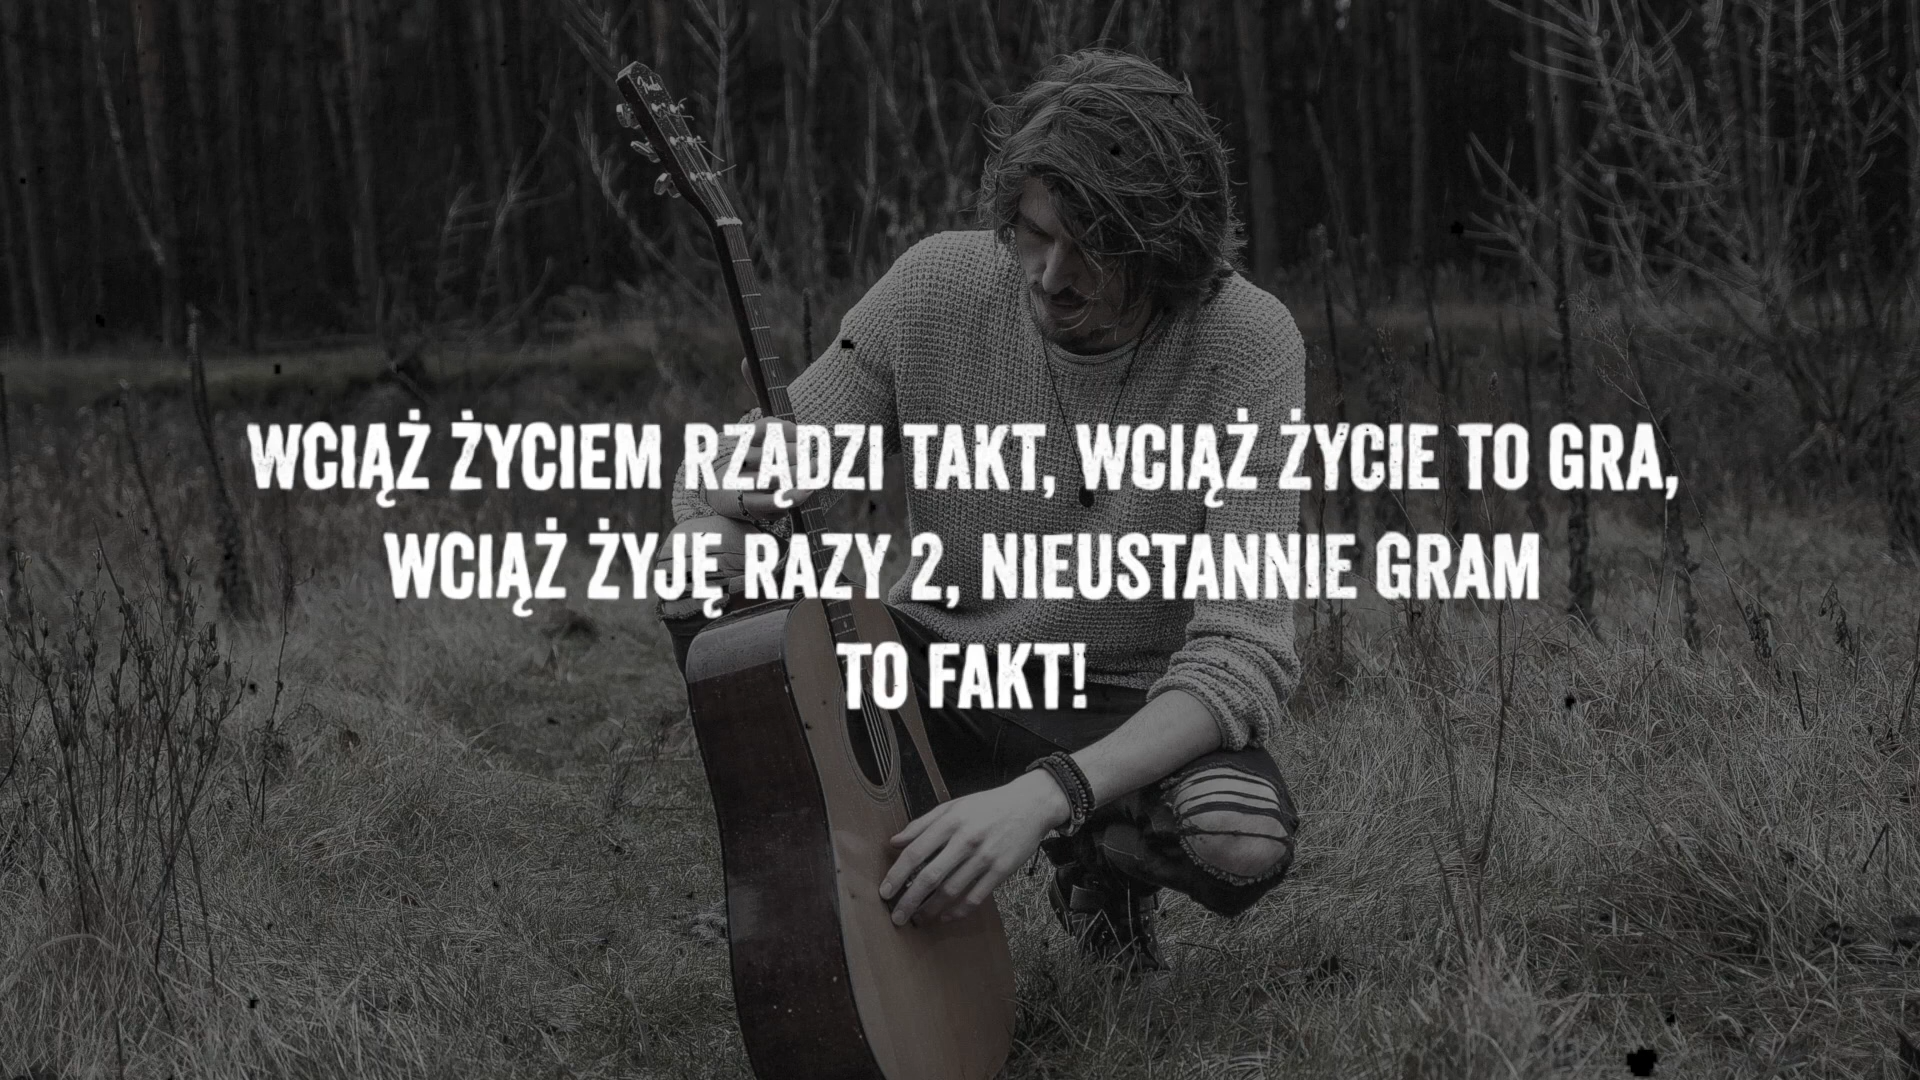 WCIĄŻ ŻYCIEM RZĄDZI TAKT, WCIĄŻ ŻYCIE TO GRA,
WCIĄŻ ŻYJĘ RAZY 2, NIEUSTANNIE GRAM
TO FAKT!